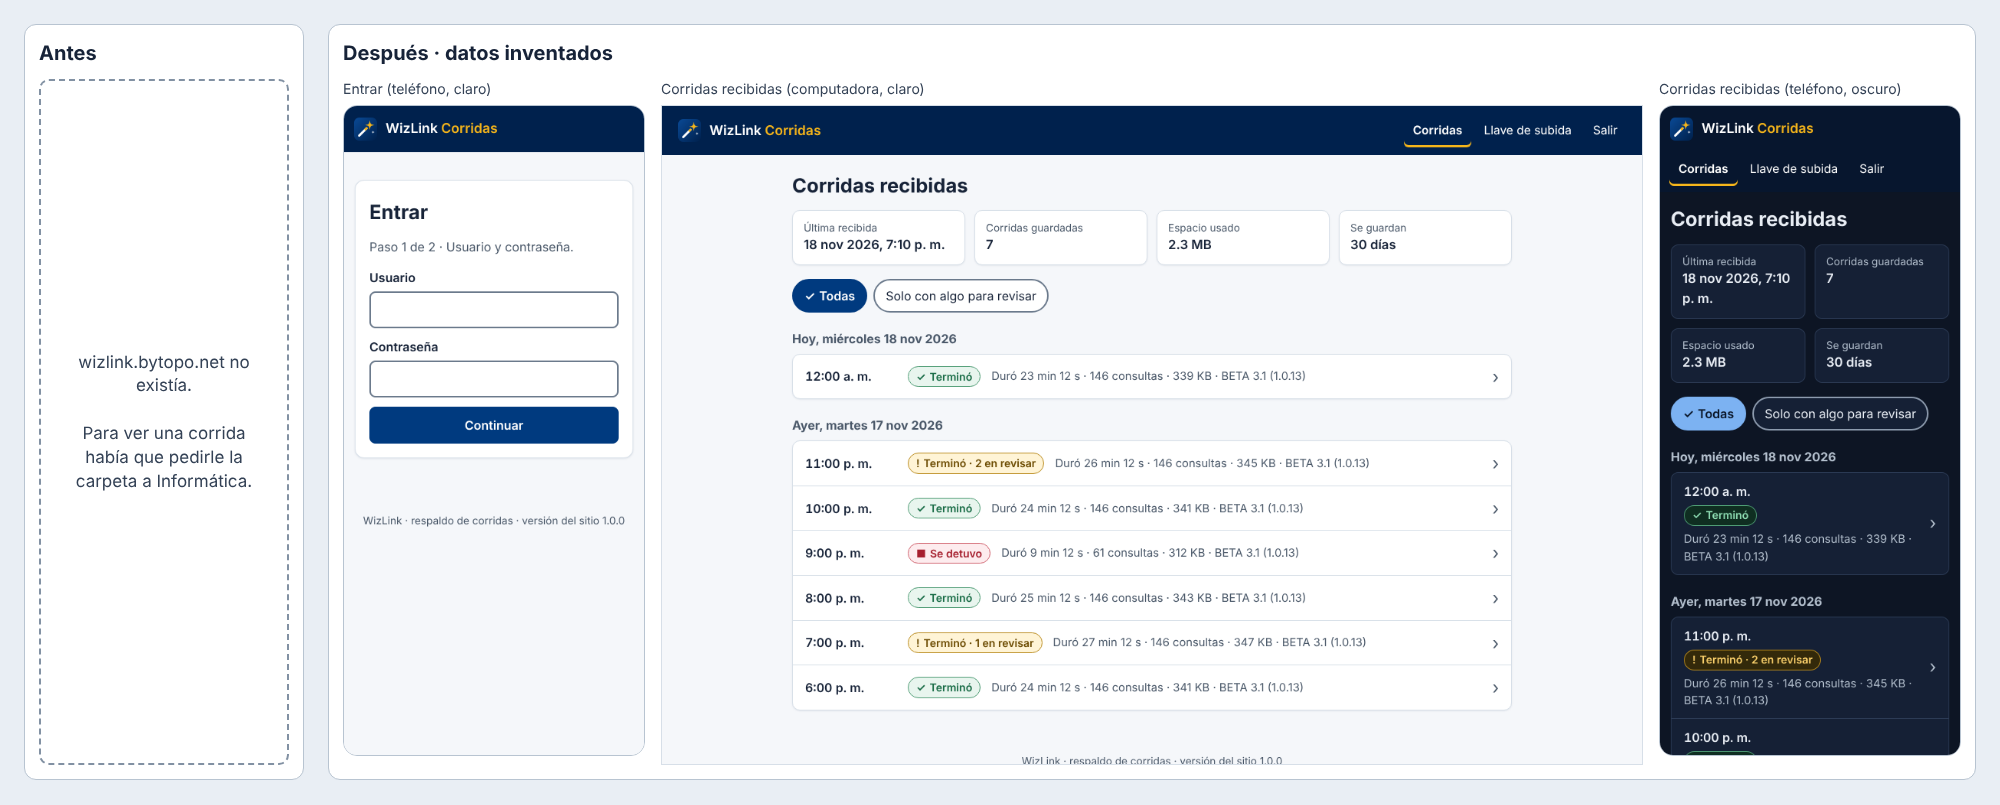 Antes
wizlink.bytopo.net no
existía.
Para ver una corrida
había que pedirle la
carpeta a Informática.
Después · datos inventados
Entrar (teléfono, claro)
WizLink Corridas
Entrar
Paso 1 de 2 · Usuario y contraseña.
Usuario
Contraseña
Continuar
WizLink · respaldo de corridas · versión del sitio 1.0.0
Corridas recibidas (computadora, claro)
WizLink Corridas
Corridas
Llave de subida
Salir
Corridas recibidas
Última recibida
18 nov 2026, 7:10 p. m.
Corridas guardadas
7
Espacio usado
2.3 MB
Se guardan
30 días
✓ Todas
Solo con algo para revisar
Hoy, miércoles 18 nov 2026
12:00 a. m. ✓ Terminó Duró 23 min 12 s · 146 consultas · 339 KB · BETA 3.1 (1.0.13) ›
Ayer, martes 17 nov 2026
11:00 p. m. ! Terminó · 2 en revisar Duró 26 min 12 s · 146 consultas · 345 KB · BETA 3.1 (1.0.13) ›
10:00 p. m. ✓ Terminó Duró 24 min 12 s · 146 consultas · 341 KB · BETA 3.1 (1.0.13) ›
9:00 p. m. ■ Se detuvo Duró 9 min 12 s · 61 consultas · 312 KB · BETA 3.1 (1.0.13) ›
8:00 p. m. ✓ Terminó Duró 25 min 12 s · 146 consultas · 343 KB · BETA 3.1 (1.0.13) ›
7:00 p. m. ! Terminó · 1 en revisar Duró 27 min 12 s · 146 consultas · 347 KB · BETA 3.1 (1.0.13) ›
6:00 p. m. ✓ Terminó Duró 24 min 12 s · 146 consultas · 341 KB · BETA 3.1 (1.0.13) ›
WizLink · respaldo de corridas · versión del sitio 1.0.0
Corridas recibidas (teléfono, oscuro)
WizLink Corridas
Corridas
Llave de subida
Salir
Corridas recibidas
Última recibida
18 nov 2026, 7:10
p. m.
Corridas guardadas
7
Espacio usado
2.3 MB
Se guardan
30 días
✓ Todas
Solo con algo para revisar
Hoy, miércoles 18 nov 2026
12:00 a. m.
✓ Terminó
Duró 23 min 12 s · 146 consultas · 339 KB ·
BETA 3.1 (1.0.13)
›
Ayer, martes 17 nov 2026
11:00 p. m.
! Terminó · 2 en revisar
Duró 26 min 12 s · 146 consultas · 345 KB ·
BETA 3.1 (1.0.13)
›
10:00 p. m.